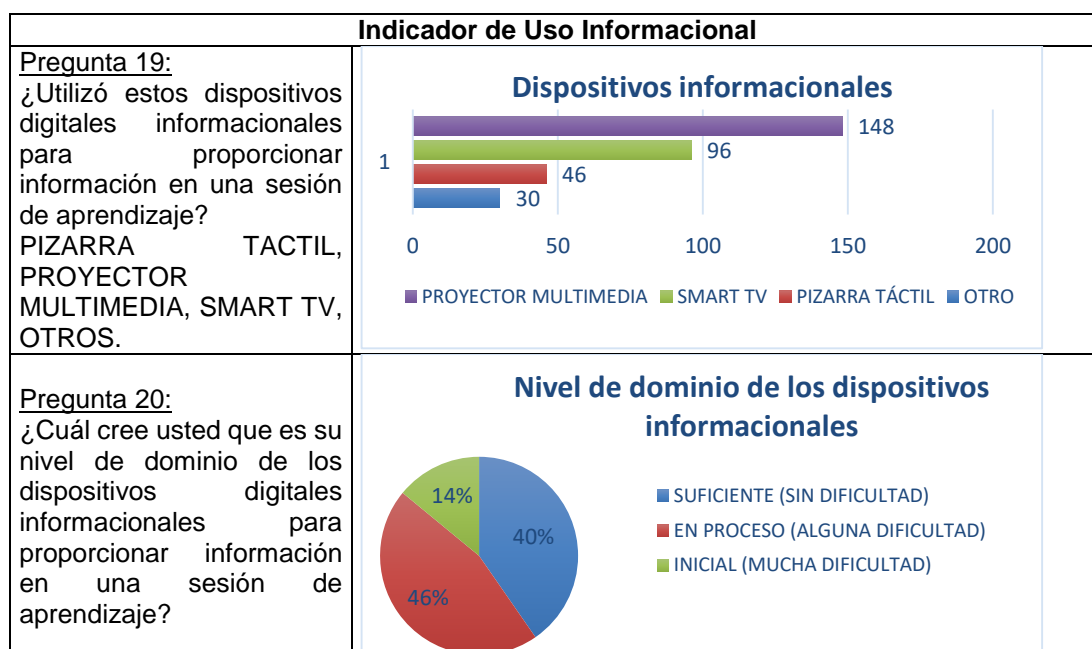 Indicador de Uso Informacional
Pregunta 19:
¿Utilizó estos dispositivos
digitales informacionales
para proporcionar
información en una sesión
de aprendizaje?
PIZARRA TACTIL,
PROYECTOR
MULTIMEDIA, SMART TV,
OTROS.
Dispositivos informacionales
148
96
1
46
30
0 50 100 150 200
PROYECTOR MULTIMEDIA SMART TV PIZARRA TÁCTIL OTRO
Pregunta 20:
¿Cuál cree usted que es su
nivel de dominio de los
dispositivos digitales
informacionales para
proporcionar información
en una sesión de
aprendizaje?
Nivel de dominio de los dispositivos
informacionales
14%
40%
46%
SUFICIENTE (SIN DIFICULTAD)
EN PROCESO (ALGUNA DIFICULTAD)
INICIAL (MUCHA DIFICULTAD)